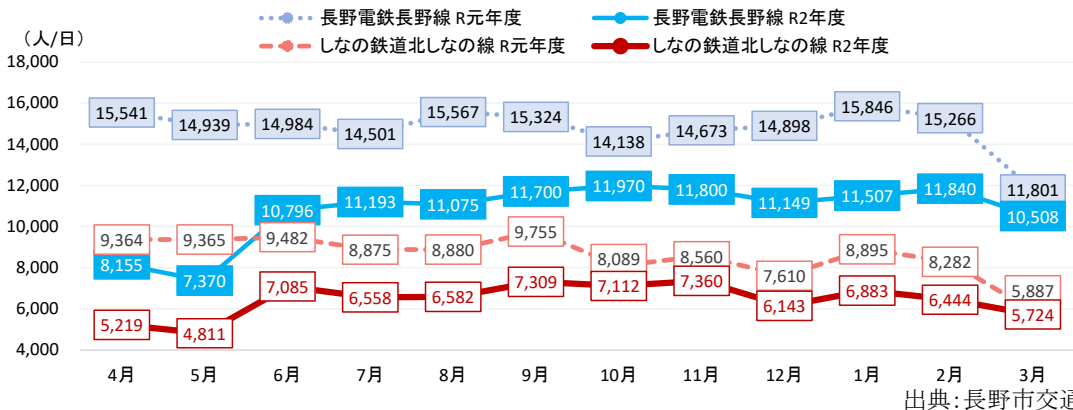 長野電鉄長野線 R元年度 長野電鉄長野線 R2年度
しなの鉄道北しなの線 R元年度 しなの鉄道北しなの線 R2年度
（人/日）
18,000
16,000
14,000
12,000
10,000
8,000
6,000
4,000
15,541 14,939 14,984 14,501 15,567 15,324 14,138 14,673 14,898 15,846 15,266 11,801
8,155 7,370 10,796 11,193 11,075 11,700 11,970 11,800 11,149 11,507 11,840 10,508
9,364 9,365 9,482 8,875 8,880 9,755 8,089 8,560 7,610 8,895 8,282 5,887
5,219 4,811 7,085 6,558 6,582 7,309 7,112 7,360 6,143 6,883 6,444 5,724
4月 5月 6月 7月 8月 9月 10月 11月 12月 1月 2月 3月
出典：長野市交通